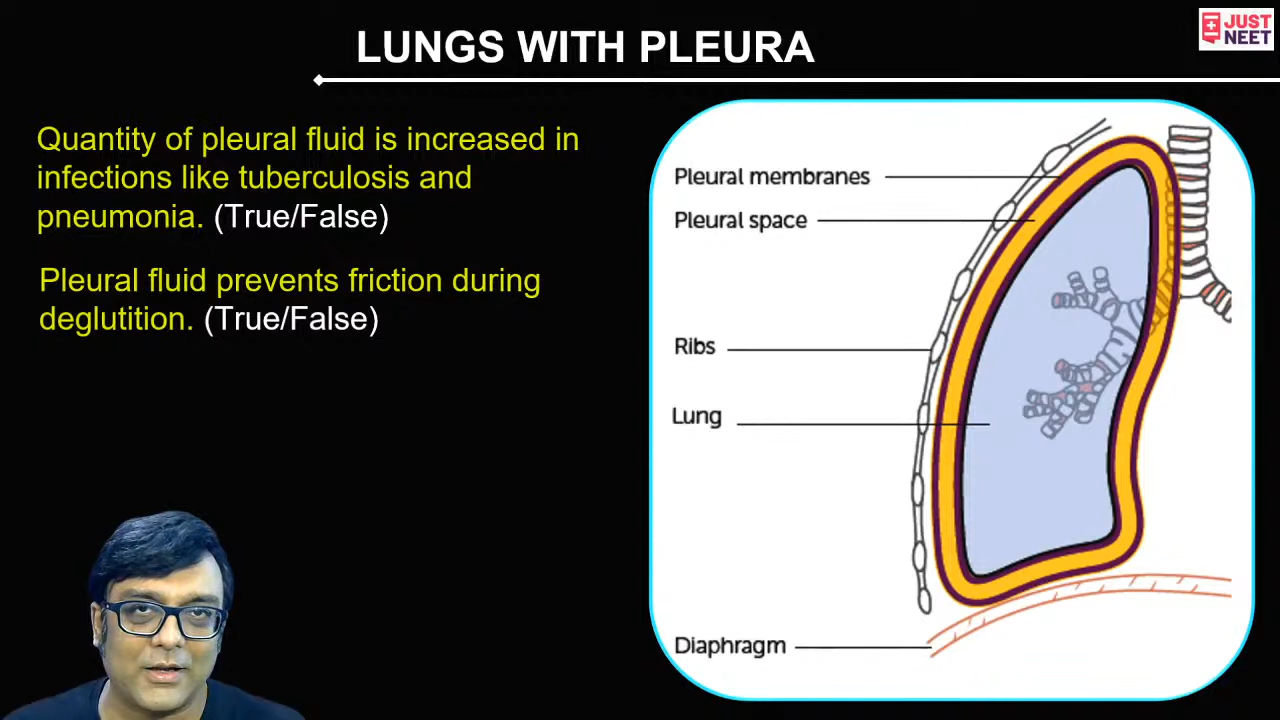 LUNGS WITH PLEURA
JUST
NEET
Quantity of pleural fluid is increased in
infections like tuberculosis and
pneumonia. (True/False)
Pleural fluid prevents friction during
deglutition. (True/False)
Pleural membranes
Pleural space
Ribs
Lung
Diaphragm